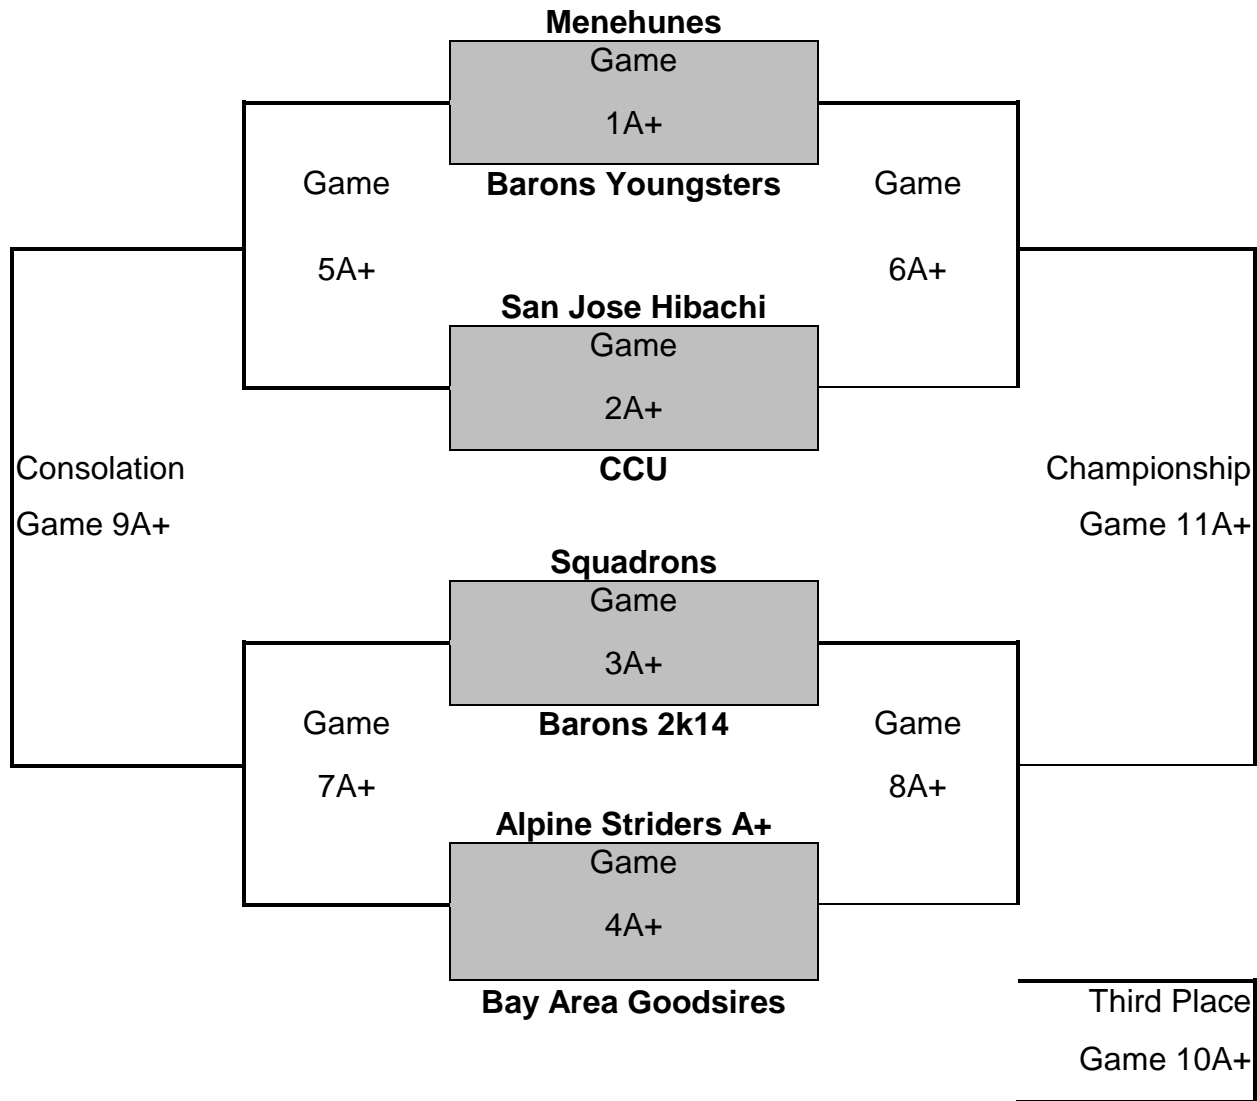 Menehunes
Game
1A+
Game
Barons Youngsters
Game
5A+
6A+
San Jose Hibachi
Game
2A+
Consolation
CCU
Championship
Game 9A+
Game 11A+
Squadrons
Game
3A+
Game
Barons 2k14
Game
7A+
8A+
Alpine Striders A+
Game
4A+
Bay Area Goodsires
Third Place
Game 10A+